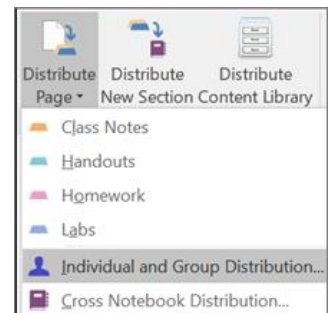 Distribute Distribute Distribute
Page New Section Content Library
Class Notes
Handouts
Homework
Labs
Individual and Group Distribution...
Cross Notebook Distribution...